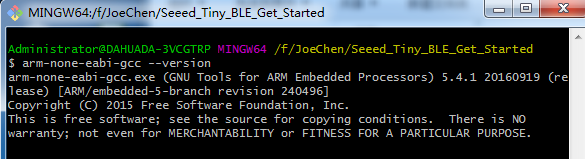 MINGW64:/f/JoeChen/Seeed_Tiny_BLE_Get_Started
Administrator@DAHUADA-3VCGTRP MINGW64 /f/JoeChen/Seeed_Tiny_BLE_Get_Started
$ arm-none-eabi-gcc --version
arm-none-eabi-gcc.exe (GNU Tools for ARM Embedded Processors) 5.4.1 20160919 (re
lease) [ARM/embedded-5-branch revision 240496]
Copyright (C) 2015 Free Software Foundation, Inc.
This is free software; see the source for copying conditions.  There is NO
warranty; not even for MERCHANTABILITY or FITNESS FOR A PARTICULAR PURPOSE.